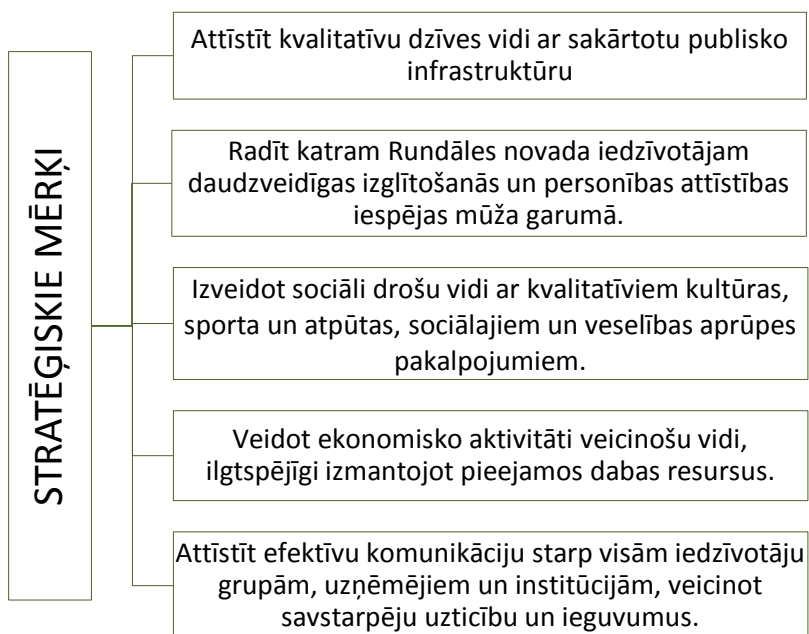 STRATĒĢISKIE MĒRĶI
Attīstīt kvalitatīvu dzīves vidi ar sakārtotu publisko
infrastruktūru
Radīt katram Rundāles novada iedzīvotājam
daudzveidīgas izglītošanās un personības attīstības
iespējas mūža garumā.
Izveidot sociāli drošu vidi ar kvalitatīviem kultūras,
sporta un atpūtas, sociālajiem un veselības aprūpes
pakalpojumiem.
Veidot ekonomisko aktivitāti veicinošu vidi,
ilgtspējīgi izmantojot pieejamos dabas resursus.
Attīstīt efektīvu komunikāciju starp visām iedzīvotāju
grupām, uzņēmējiem un institūcijām, veicinot
savstarpēju uzticību un ieguvumus.